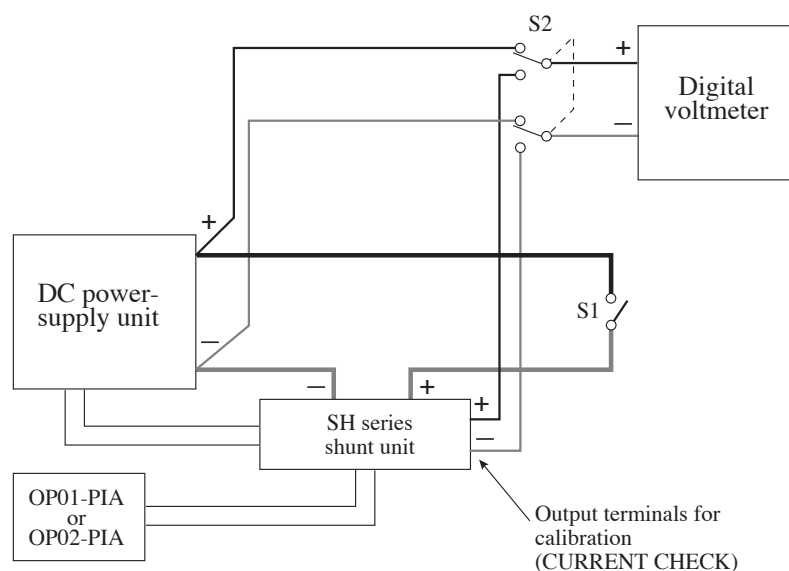 S2
+
Digital
voltmeter
−
+
DC power-
supply unit
S1
−
−
+
+
SH series
shunt unit
−
OP01-PIA
or
OP02-PIA
Output terminals for
calibration
(CURRENT CHECK)